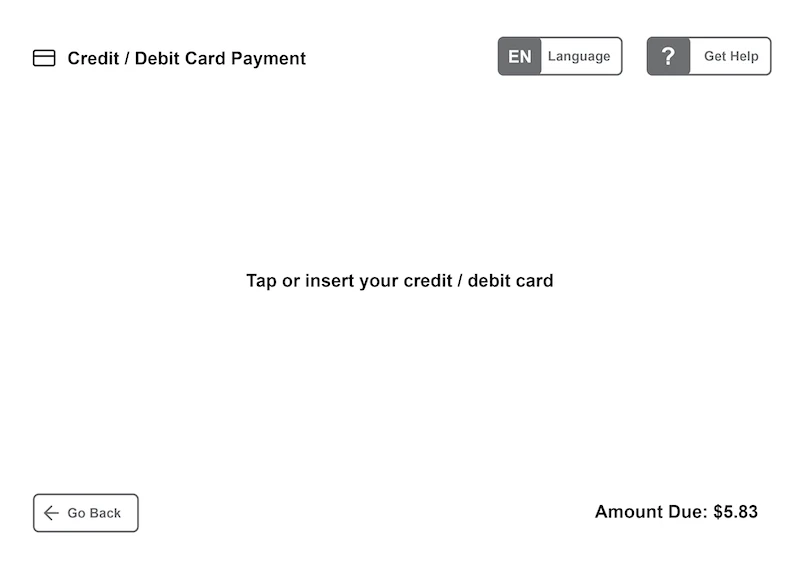 Credit / Debit Card Payment
EN Language
? Get Help
Tap or insert your credit / debit card
Go Back
Amount Due: $5.83